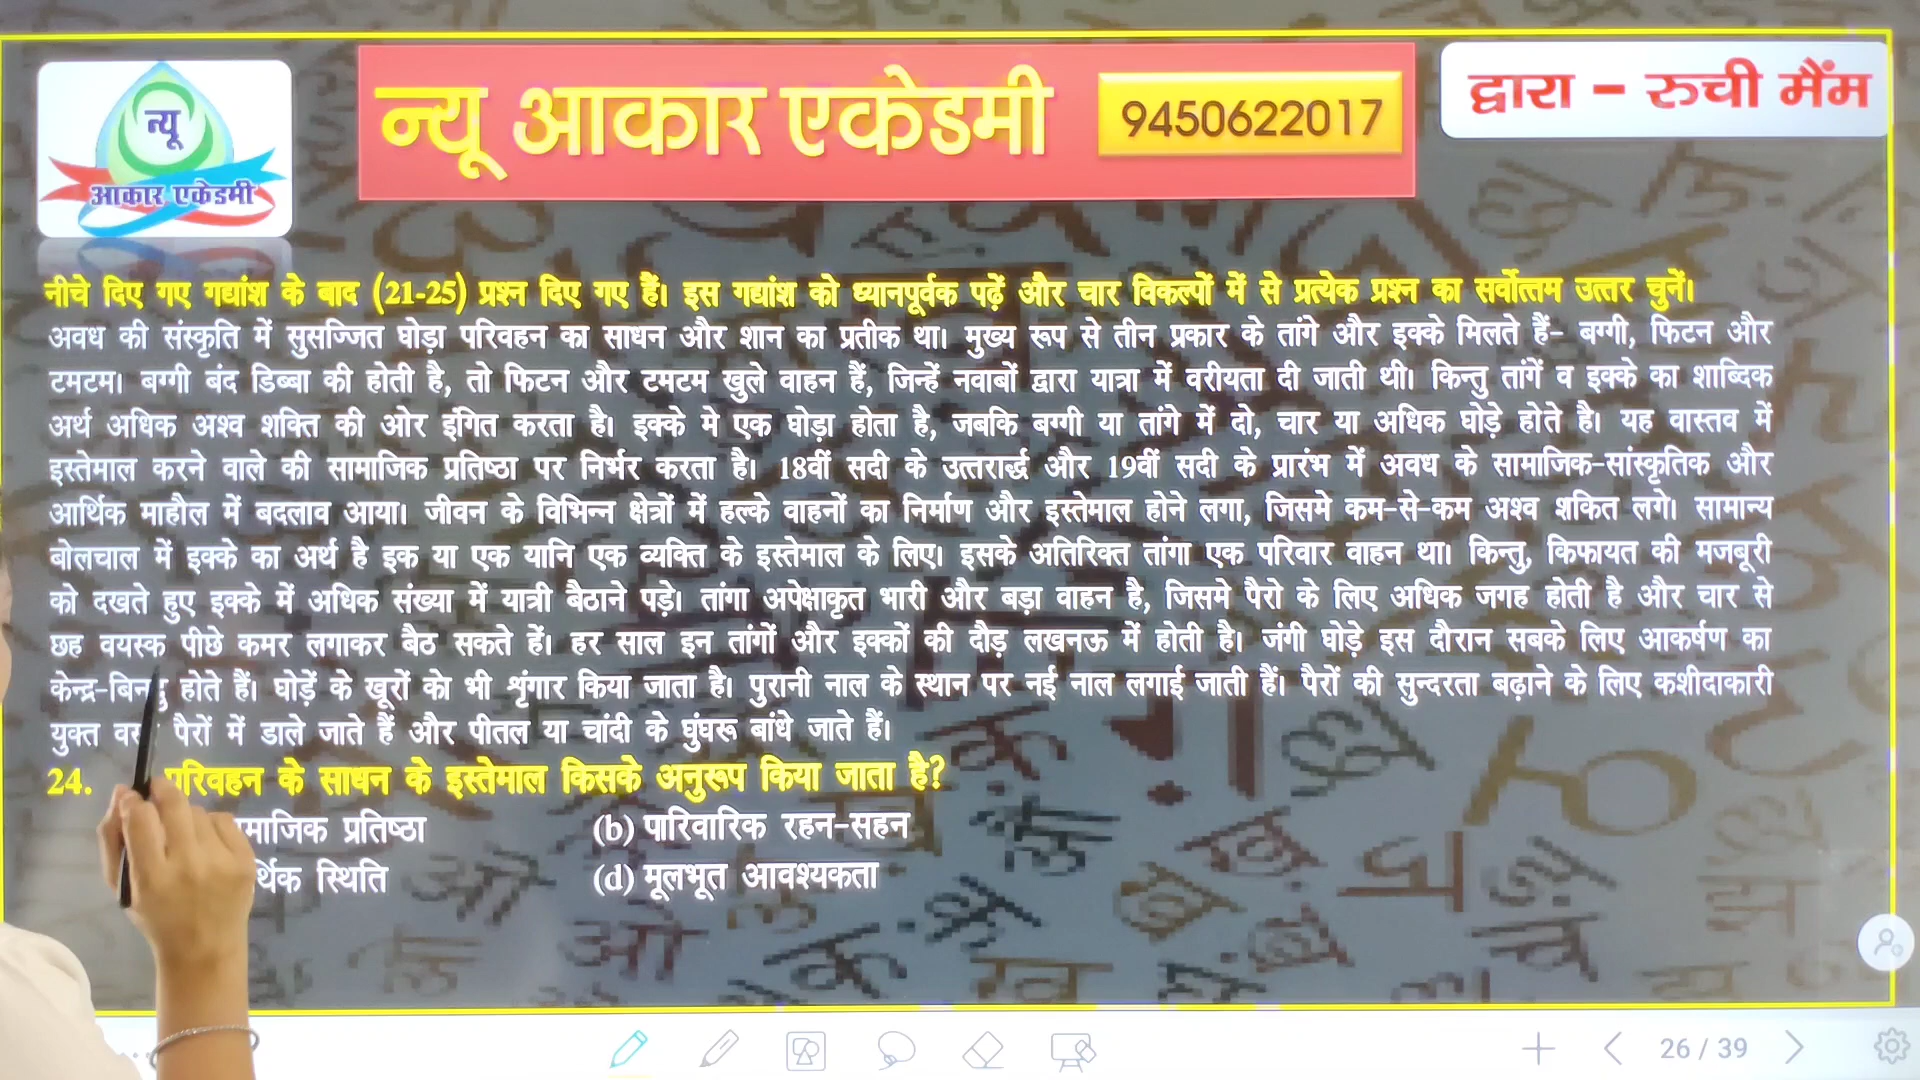 न्यू
आकार एकेडमी
न्यू आकार एकेडमी
9450622017
द्वारा - रुची मैंम
नीचे दिए गए गद्यांश के बाद (21-25) प्रश्न दिए गए हैं। इस गद्यांश को ध्यानपूर्वक पढ़ें और चार विकल्पों में से प्रत्येक प्रश्न का सर्वोत्तम उत्तर चुनें।
अवध की संस्कृति में सुसज्जित घोड़ा परिवहन का साधन और शान का प्रतीक था। मुख्य रूप से तीन प्रकार के तांगे और इक्के मिलते हैं- बग्गी, फिटन और
टमटम। बग्गी बंद डिब्बा की होती है, तो फिटन और टमटम खुले वाहन हैं, जिन्हें नवाबों द्वारा यात्रा में वरीयता दी जाती थी। किन्तु तांगें व इक्के का शाब्दिक
अर्थ अधिक अश्व शक्ति की ओर इंगित करता है। इक्के मे एक घोड़ा होता है, जबकि बग्गी या तांगे में दो, चार या अधिक घोड़े होते है। यह वास्तव में
इस्तेमाल करने वाले की सामाजिक प्रतिष्ठा पर निर्भर करता है। 18वीं सदी के उत्तरार्द्ध और 19वीं सदी के प्रारंभ में अवध के सामाजिक-सांस्कृतिक और
आर्थिक माहौल में बदलाव आया। जीवन के विभिन्न क्षेत्रों में हल्के वाहनों का निर्माण और इस्तेमाल होने लगा, जिसमे कम-से-कम अश्व शकित लगे। सामान्य
बोलचाल में इक्के का अर्थ है इक या एक यानि एक व्यक्ति के इस्तेमाल के लिए। इसके अतिरिक्त तांगा एक परिवार वाहन था। किन्तु, किफायत की मजबूरी
को दखते हुए इक्के में अधिक संख्या में यात्री बैठाने पड़े। तांगा अपेक्षाकृत भारी और बड़ा वाहन है, जिसमे पैरो के लिए अधिक जगह होती है और चार से
छह वयस्क पीछे कमर लगाकर बैठ सकते हें। हर साल इन तांगों और इक्कों की दौड़ लखनऊ में होती है। जंगी घोड़े इस दौरान सबके लिए आकर्षण का
केन्द्र-बिन्दु होते हैं। घोड़ें के खूरों को भी श्रृंगार किया जाता है। पुरानी नाल के स्थान पर नई नाल लगाई जाती हैं। पैरों की सुन्दरता बढ़ाने के लिए कशीदाकारी
युक्त पैरों में डाले जाते हैं और पीतल या चांदी के घुंघरू बांधे जाते हैं।
24. परिवहन के साधन के इस्तेमाल किसके अनुरूप किया जाता है?
प्रतिष्ठा (b) पारिवारिक रहन-सहन
स्थिति (d) मूलभूत आवश्यकता
26 / 39